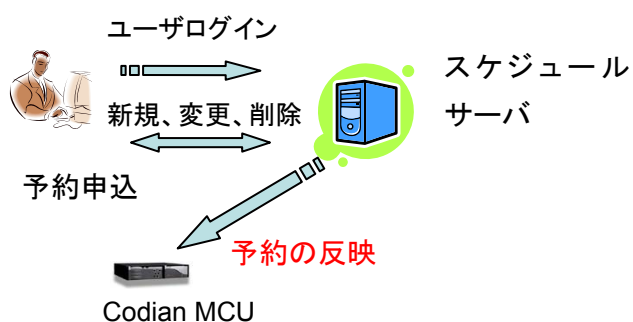 ユーザログイン
スケジュール
サーバ
新規、変更、削除
予約申込
予約の反映
Codian MCU